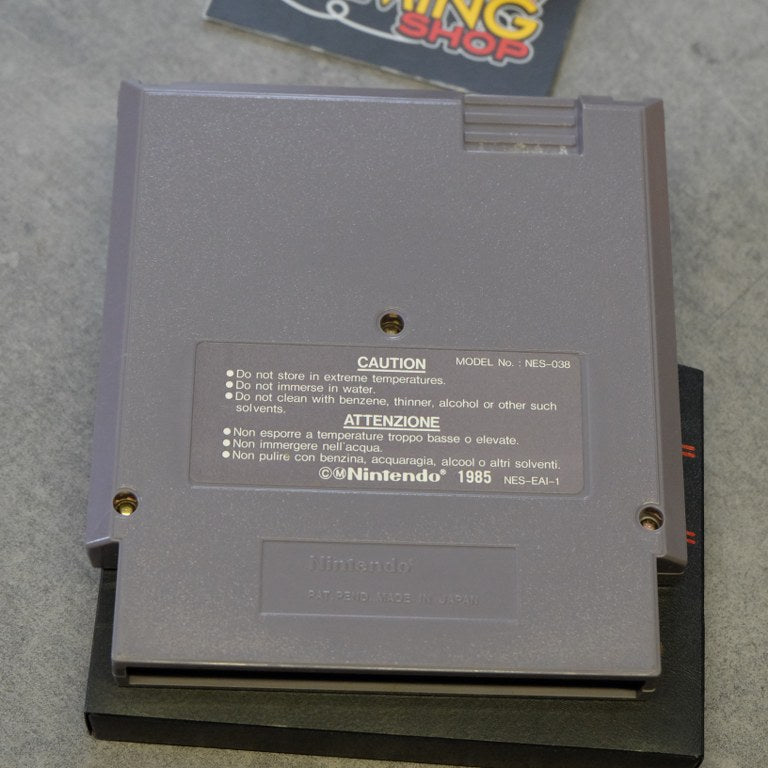 MING
SHOP
CAUTION MODEL No. : NES-038
● Do not store in extreme temperatures.
● Do not immerse in water.
● Do not clean with benzene, thinner, alcohol or other such
solvents.
ATTENZIONE
● Non esporre a temperature troppo basse o elevate.
● Non immergere nell'acqua.
● Non pulire con benzina, acquaragia, alcool o altri solventi.
©Ⓜ Nintendo® 1985 NES-EAI-1
Nintendo®
PAT. PEND. MADE IN JAPAN